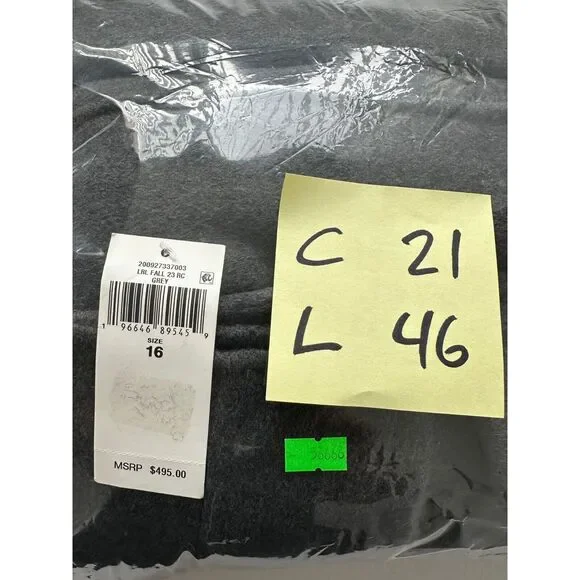 200927337003
LRL FALL 23 RC
GREY
1 96646 89545 9
SIZE
16
MSRP $495.00
C 21
L 46